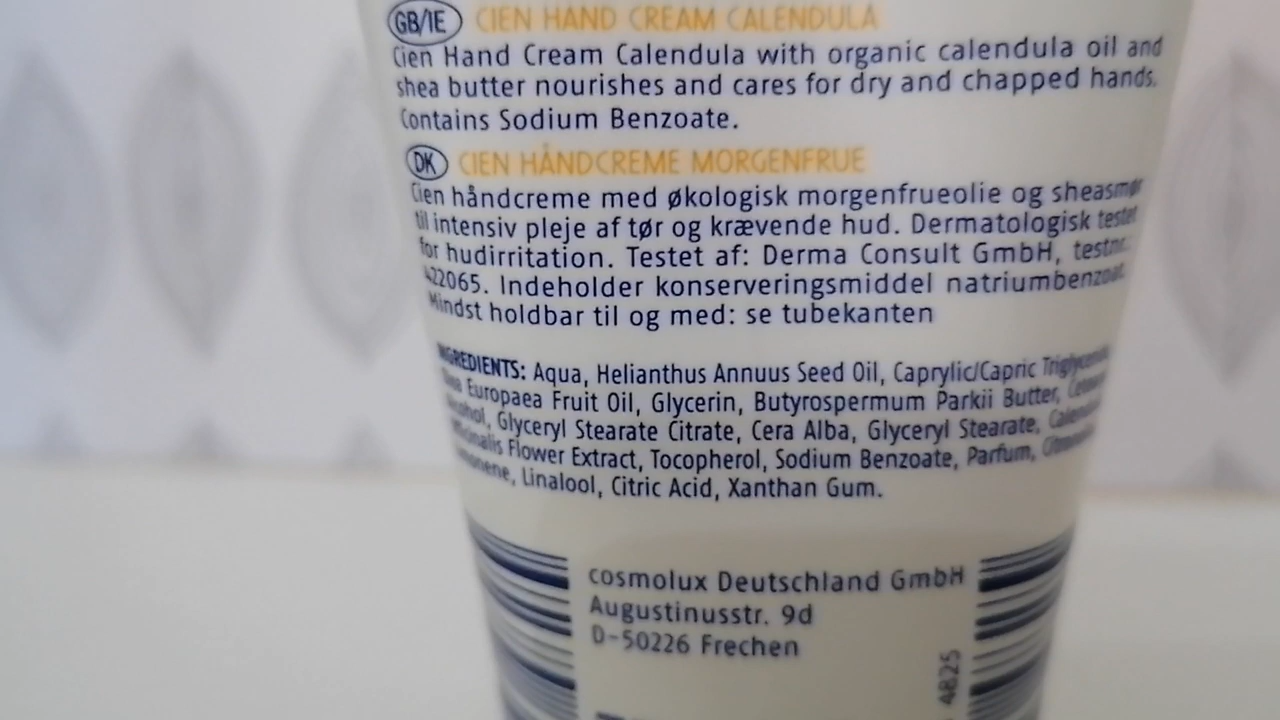 GB/IE CIEN HAND CREAM CALENDULA
Cien Hand Cream Calendula with organic calendula oil and
shea butter nourishes and cares for dry and chapped hands.
Contains Sodium Benzoate.
DK CIEN HÅNDCREME MORGENFRUE
Cien håndcreme med økologisk morgenfrueolie og sheasmør
til intensiv pleje af tør og krævende hud. Dermatologisk testet
for hudirritation. Testet af: Derma Consult GmbH, testnr.
422065. Indeholder konserveringsmiddel natriumbenzoat.
Mindst holdbar til og med: se tubekanten
INGREDIENTS: Aqua, Helianthus Annuus Seed Oil, Caprylic/Capric
Europaea Fruit Oil, Glycerin, Butyrospermum Parkii Butter,
Glyceryl Stearate Citrate, Cera Alba, Glyceryl Stearate,
Flower Extract, Tocopherol, Sodium Benzoate, Parfum,
Linalool, Citric Acid, Xanthan Gum.
cosmolux Deutschland GmbH
Augustinusstr. 9d
D-50226 Frechen
4825